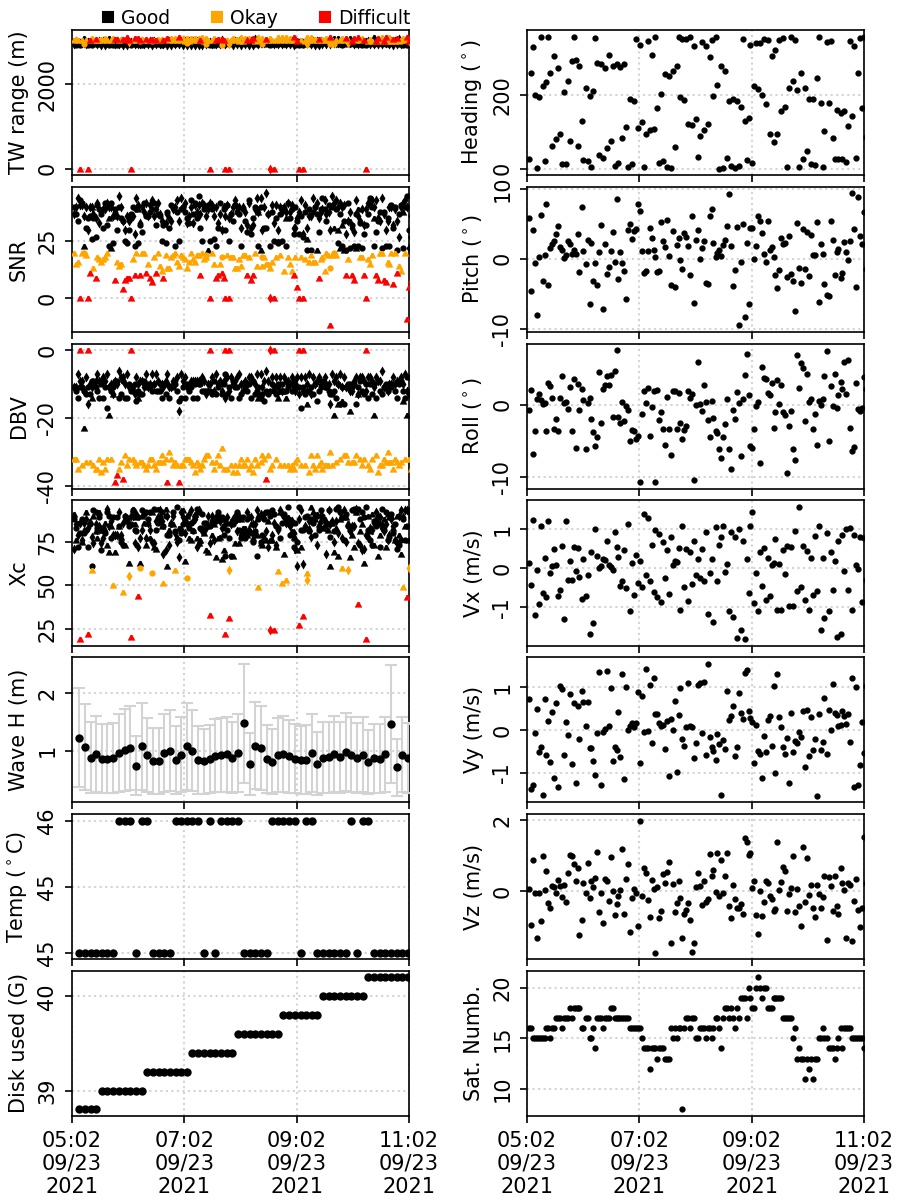 Good Okay Difficult
TW range (m)
2000
0
Heading (°)
200
0
SNR
25
0
Pitch (°)
10
0
-10
DBV
0
-20
-40
Roll (°)
0
-10
Xc
75
50
25
Vx (m/s)
1
0
-1
Wave H (m)
2
1
Vy (m/s)
1
0
-1
Temp (°C)
46
45
45
Vz (m/s)
2
0
Disk used (G)
40
39
Sat. Numb.
20
15
10
05:02 07:02 09:02 11:02 05:02 07:02 09:02 11:02
09/23 09/23 09/23 09/23 09/23 09/23 09/23 09/23
2021 2021 2021 2021 2021 2021 2021 2021